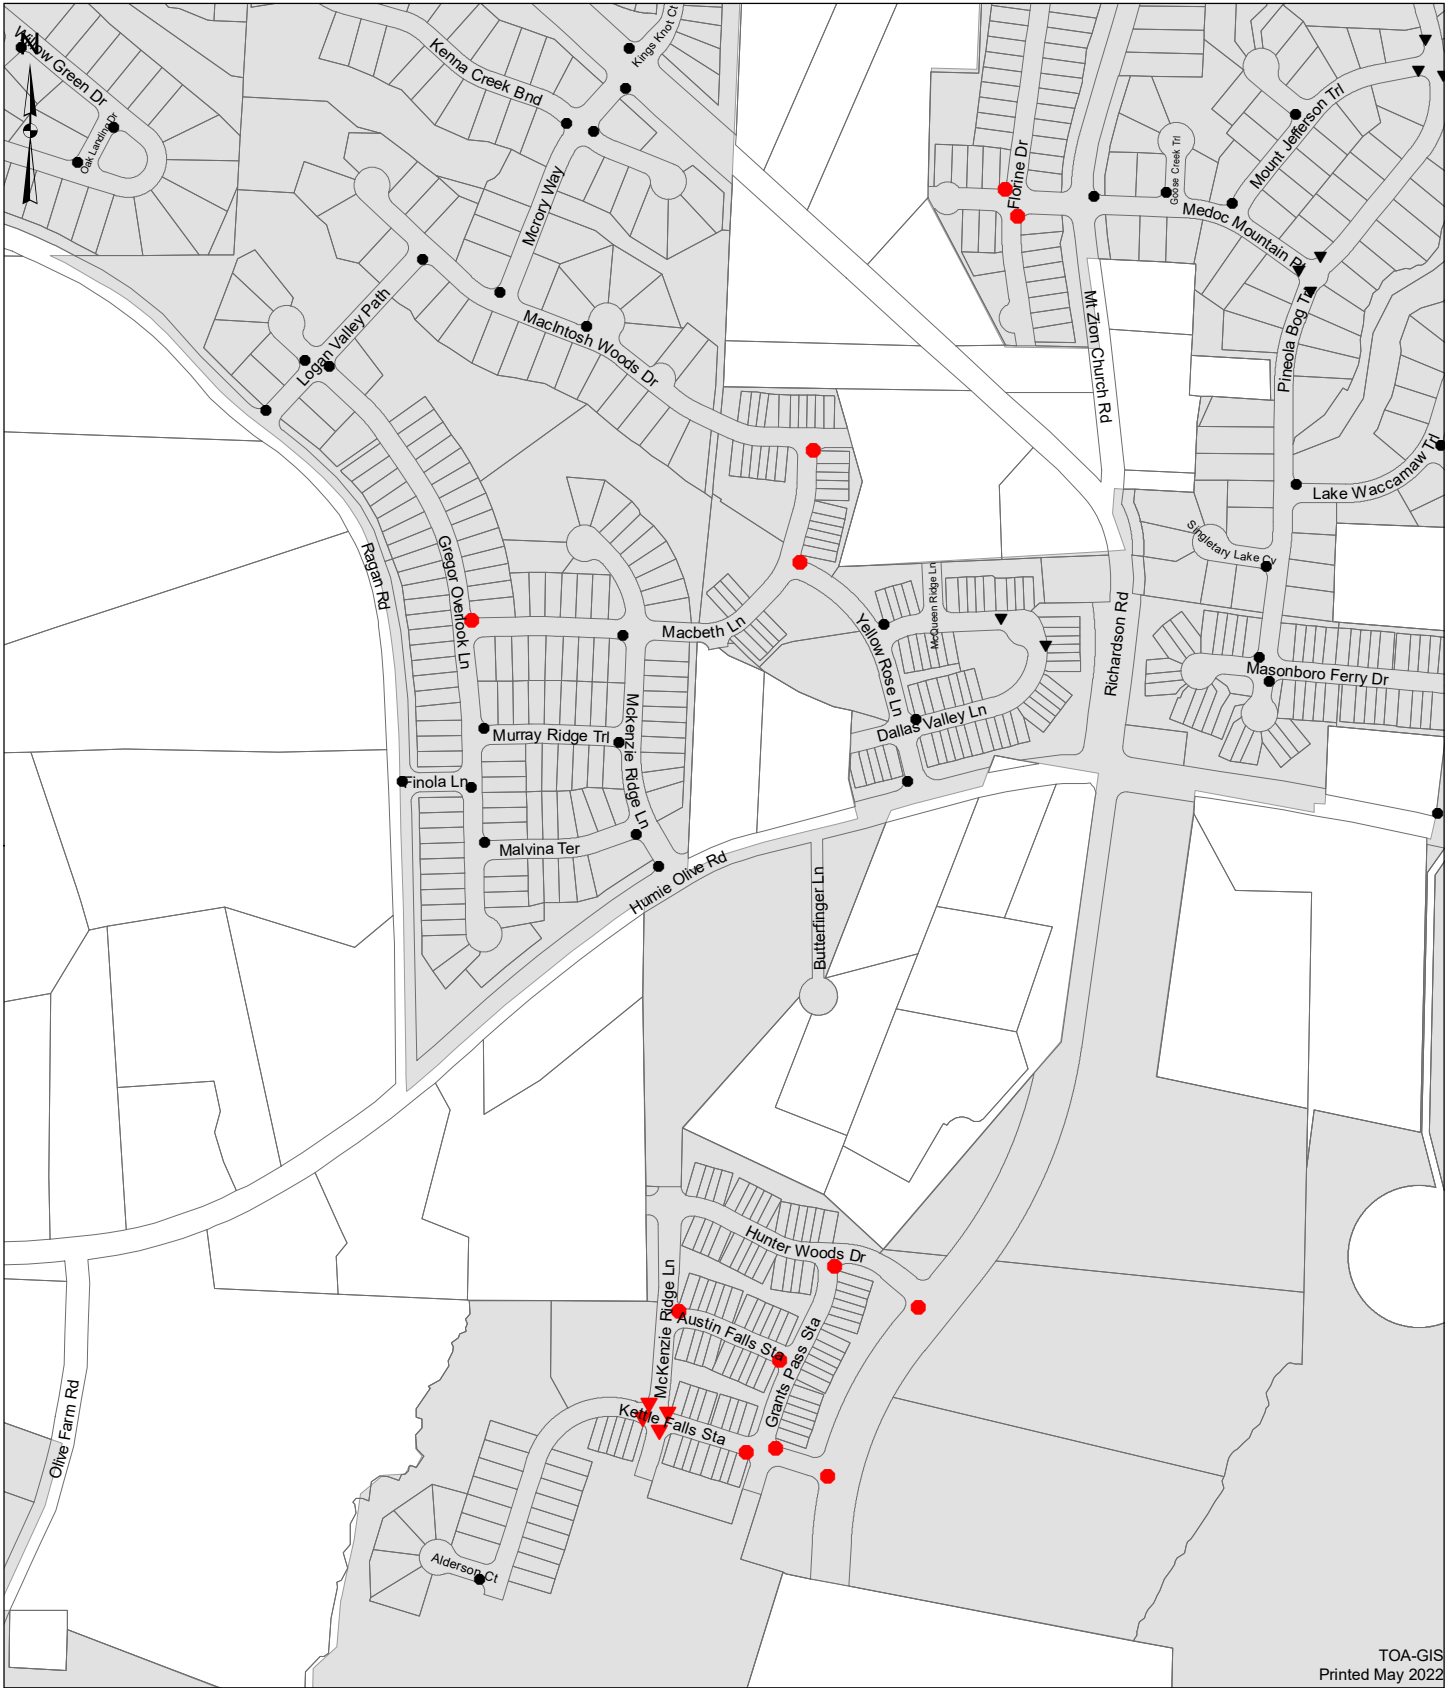 Kings Knot Ct
Willow Green Dr
N
Kenna Creek Bnd
Oak Landing Dr
Mount Jefferson Trl
Goose Creek Trl
Florine Dr
Mcrory Way
Medoc Mountain Pt
Logan Valley Path
MacIntosh Woods Dr
Mt Zion Church Rd
Pineola Bog Trl
Lake Waccamaw Trl
Singletary Lake Cv
Ragan Rd
Gregor Overlook Ln
McQueen Ridge Ln
Macbeth Ln
Yellow Rose Ln
Richardson Rd
Masonboro Ferry Dr
Dallas Valley Ln
Murray Ridge Trl
Mckenzie Ridge Ln
Finola Ln
Malvina Ter
Humie Olive Rd
Butterfinger Ln
Hunter Woods Dr
McKenzie Ridge Ln
Austin Falls Sta
Grants Pass Sta
Kettle Falls Sta
Olive Farm Rd
Alderson Ct
TOA-GIS
Printed May 2022